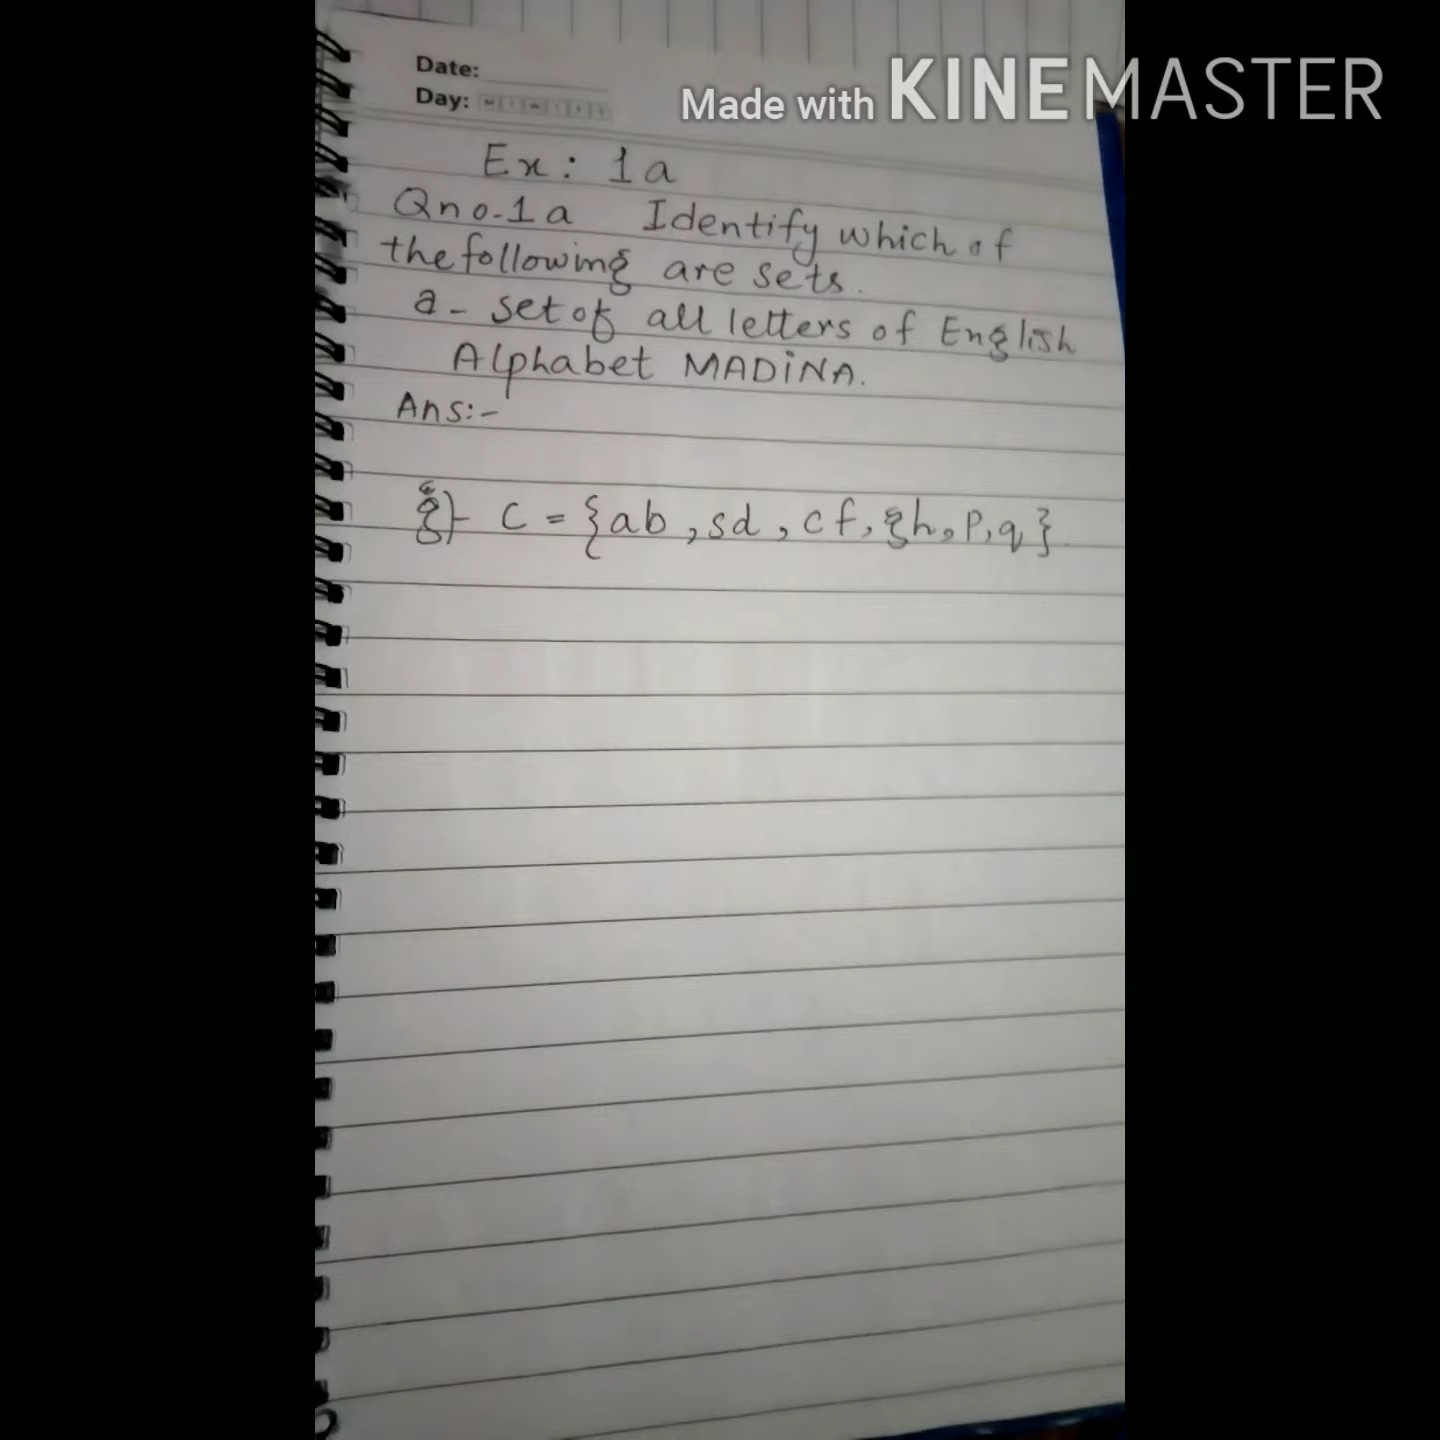 Date:
Day:
Made with KINEMASTER
Ex: 1a
Qno-1a Identify which of
the following are sets.
a- set of all letters of English
Alphabet MADiNA.
Ans:-
g)- C = {ab, sd, cf, gh, p, q}.